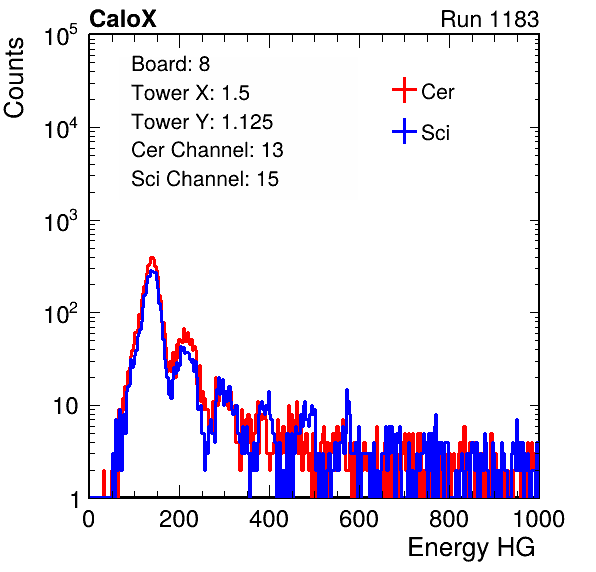 CaloX Run 1183
Counts
10^5
10^4
10^3
10^2
10
1
Board: 8
Tower X: 1.5
Tower Y: 1.125
Cer Channel: 13
Sci Channel: 15
Cer
Sci
0 200 400 600 800 1000
Energy HG